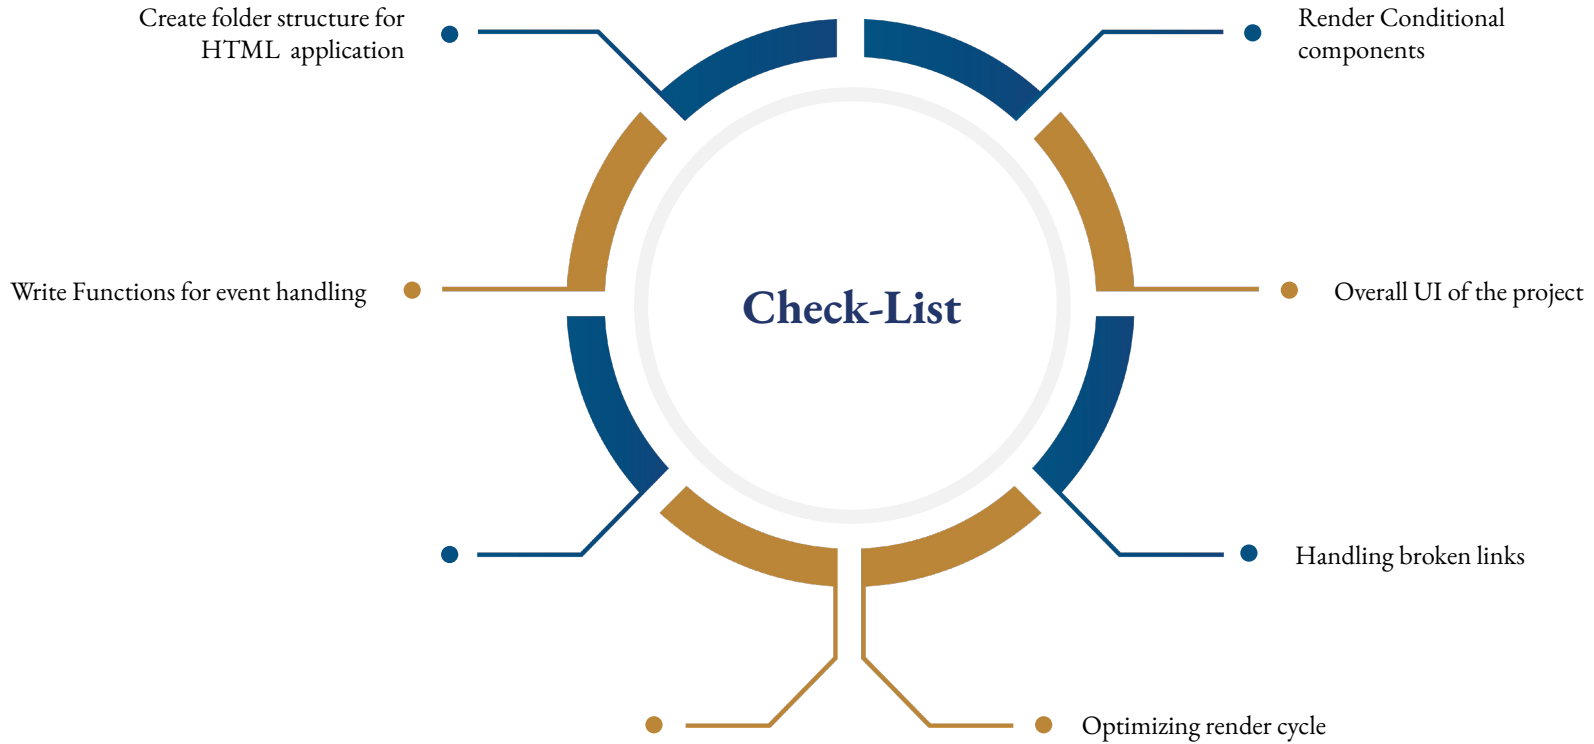 Create folder structure for
HTML  application
Render Conditional
components
Write Functions for event handling
Check-List
Overall UI of the project
Handling broken links
Optimizing render cycle